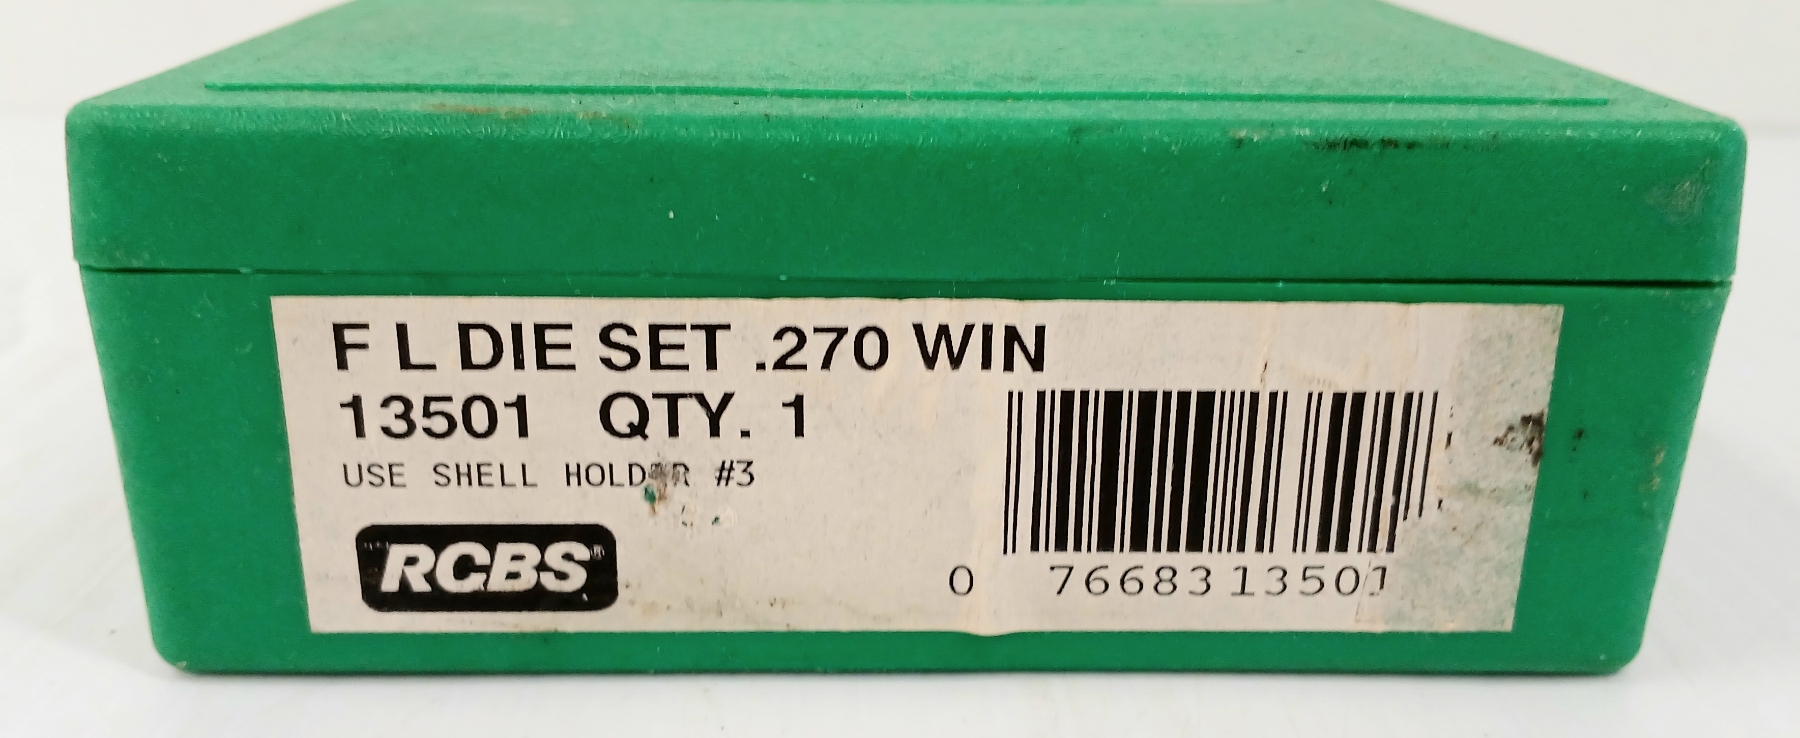 F L DIE SET .270 WIN
13501 QTY. 1
USE SHELL HOLDER #3
RCBS®
0 76683 13501